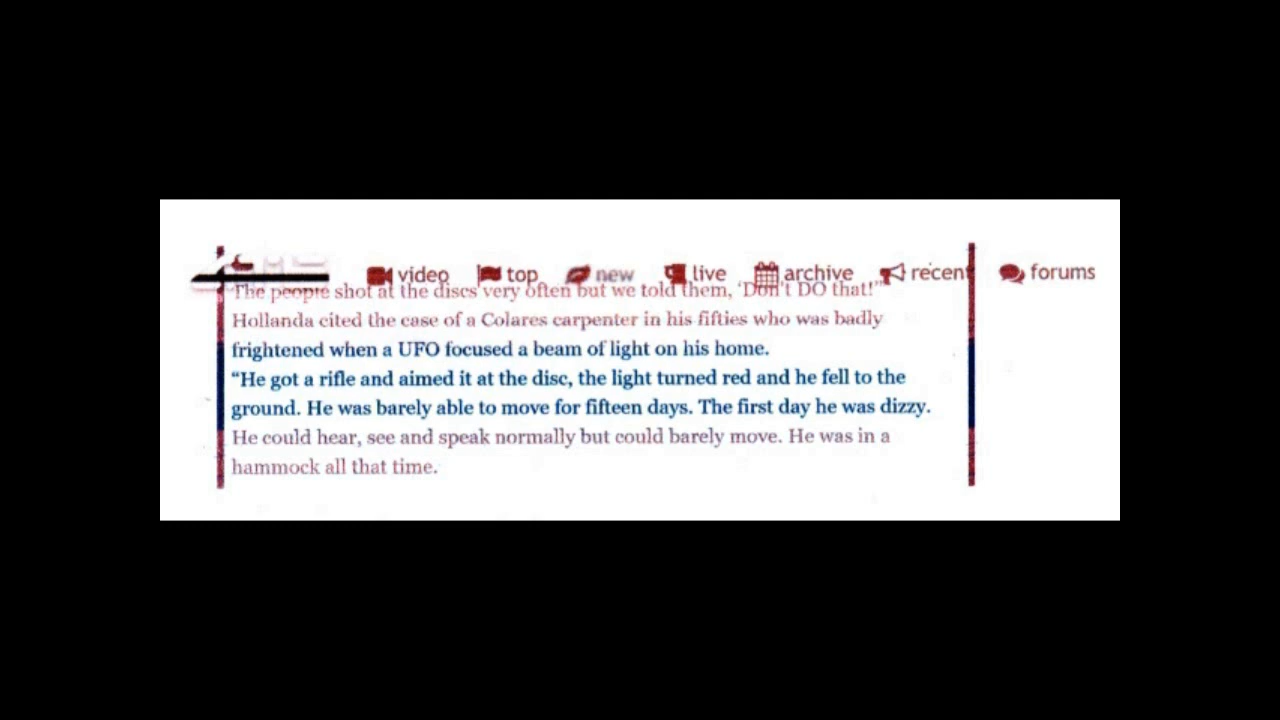 video top new live archive recent forums
The people shot at the discs very often but we told them, 'Don't DO that!"
Hollanda cited the case of a Colares carpenter in his fifties who was badly
frightened when a UFO focused a beam of light on his home.
“He got a rifle and aimed it at the disc, the light turned red and he fell to the
ground. He was barely able to move for fifteen days. The first day he was dizzy.
He could hear, see and speak normally but could barely move. He was in a
hammock all that time.